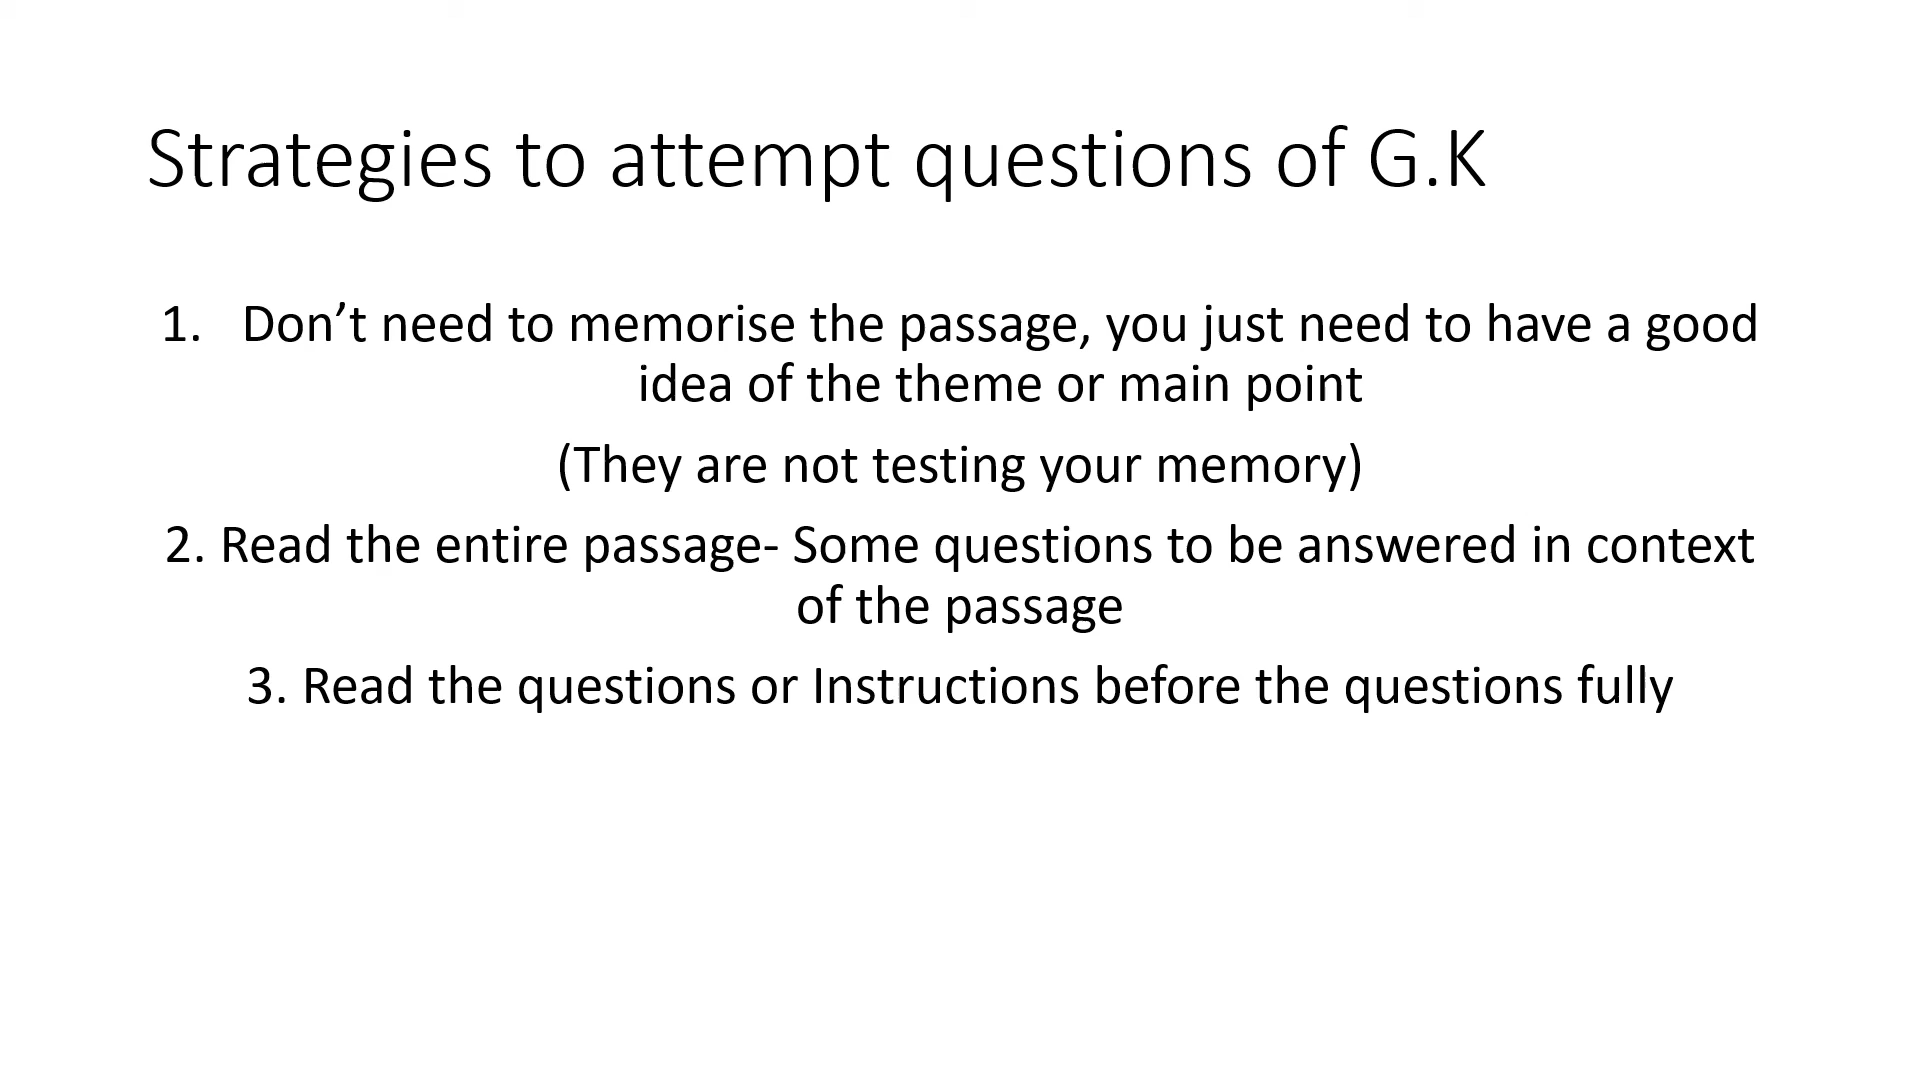 Strategies to attempt questions of G.K
1. Don’t need to memorise the passage, you just need to have a good
idea of the theme or main point
(They are not testing your memory)
2. Read the entire passage- Some questions to be answered in context
of the passage
3. Read the questions or Instructions before the questions fully